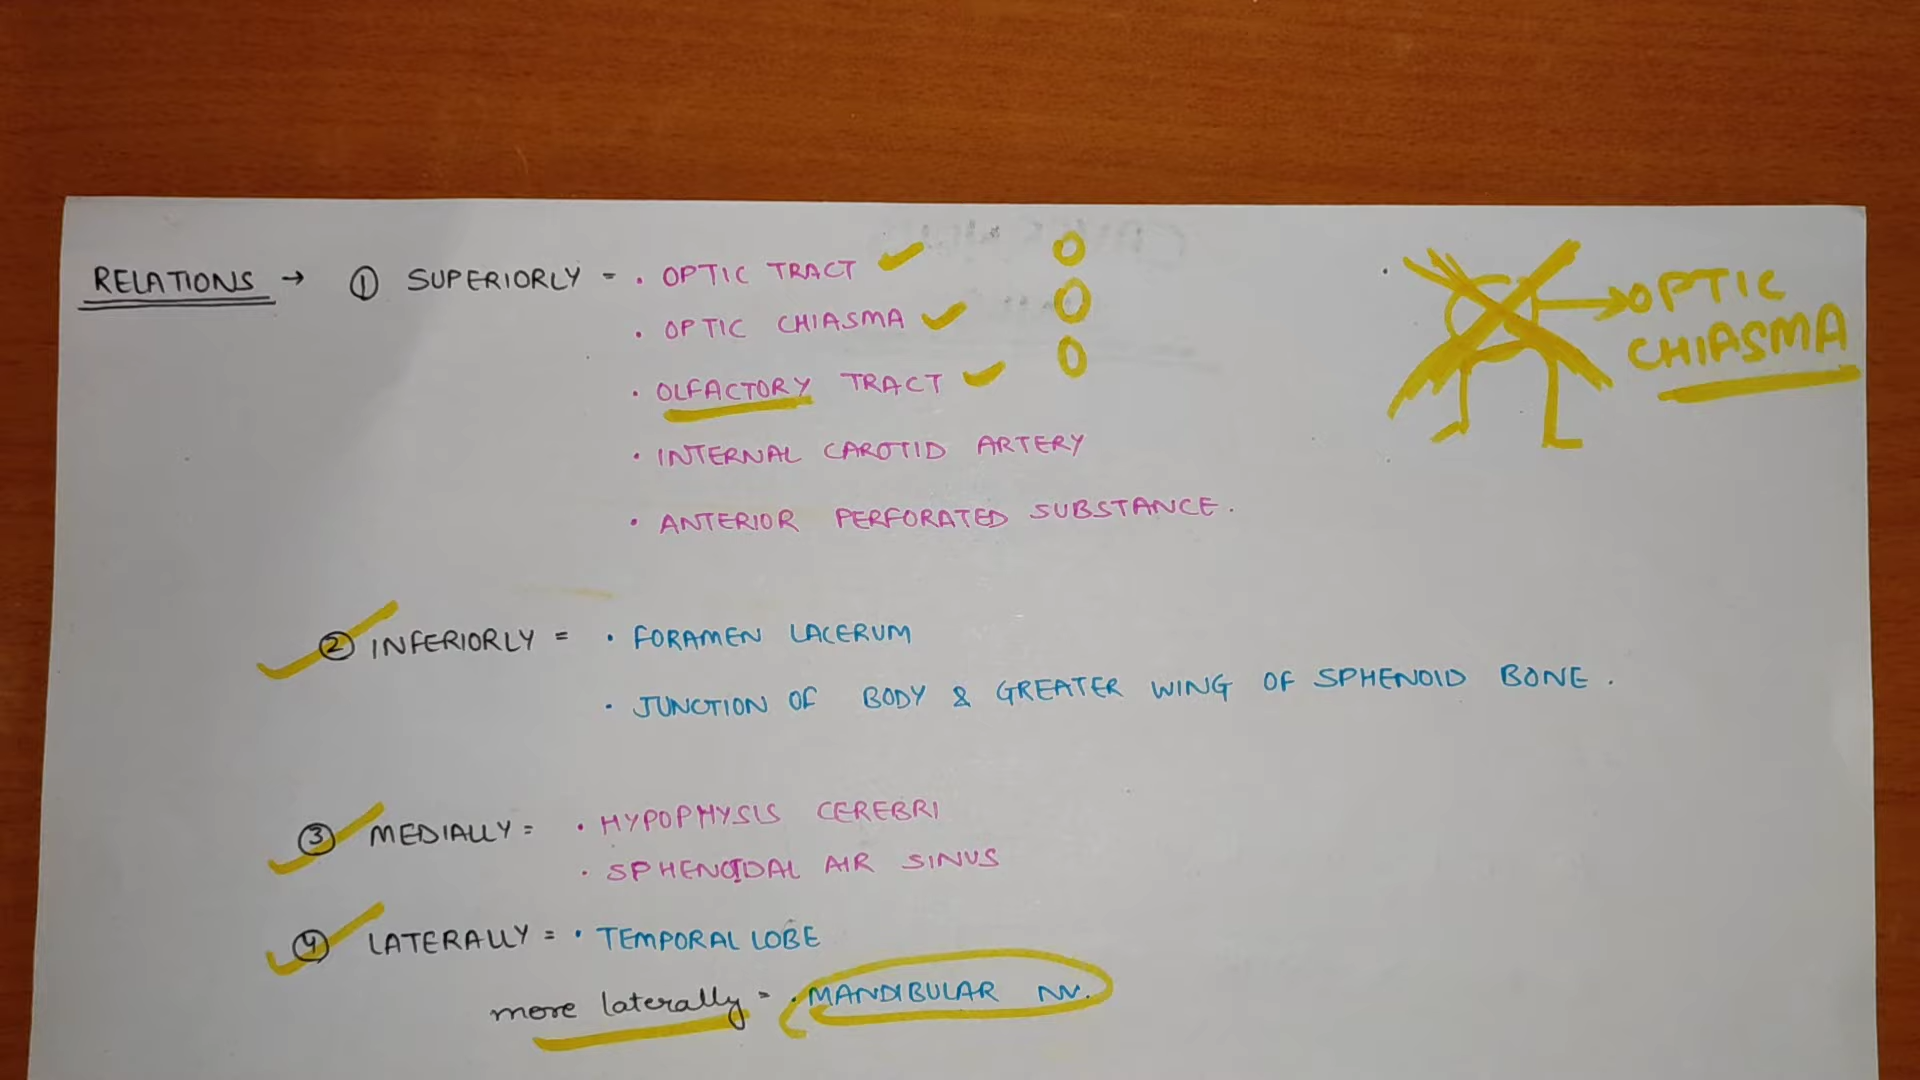 RELATIONS → ① SUPERIORLY = • OPTIC TRACT
• OPTIC CHIASMA
• OLFACTORY TRACT
• INTERNAL CAROTID ARTERY
• ANTERIOR PERFORATED SUBSTANCE.
OPTIC
CHIASMA
② INFERIORLY = • FORAMEN LACERUM
• JUNCTION OF BODY & GREATER WING OF SPHENOID BONE.
③ MEDIALLY = • HYPOPHYSIS CEREBRI
• SPHENOIDAL AIR SINUS
④ LATERALLY = • TEMPORAL LOBE
more laterally = • MANDIBULAR NV.